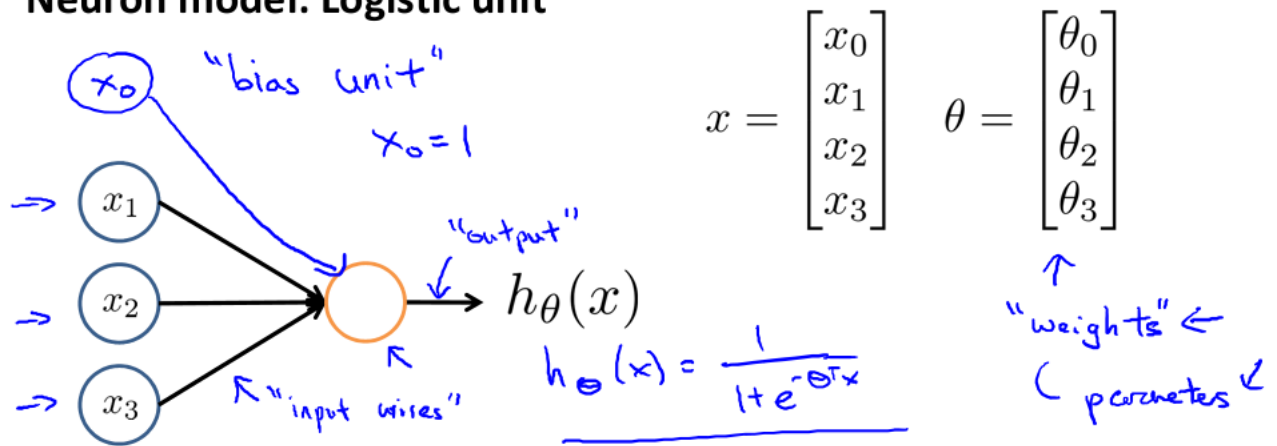 Neuron model: Logistic unit
x0 "bias unit"
x0 = 1
x1
x2
x3
"input wires"
"output"
hθ(x)
hθ(x) = 1 / (1 + e^(-θᵀx))
x = [x0 x1 x2 x3]
θ = [θ0 θ1 θ2 θ3]
"weights" ←
( parameters